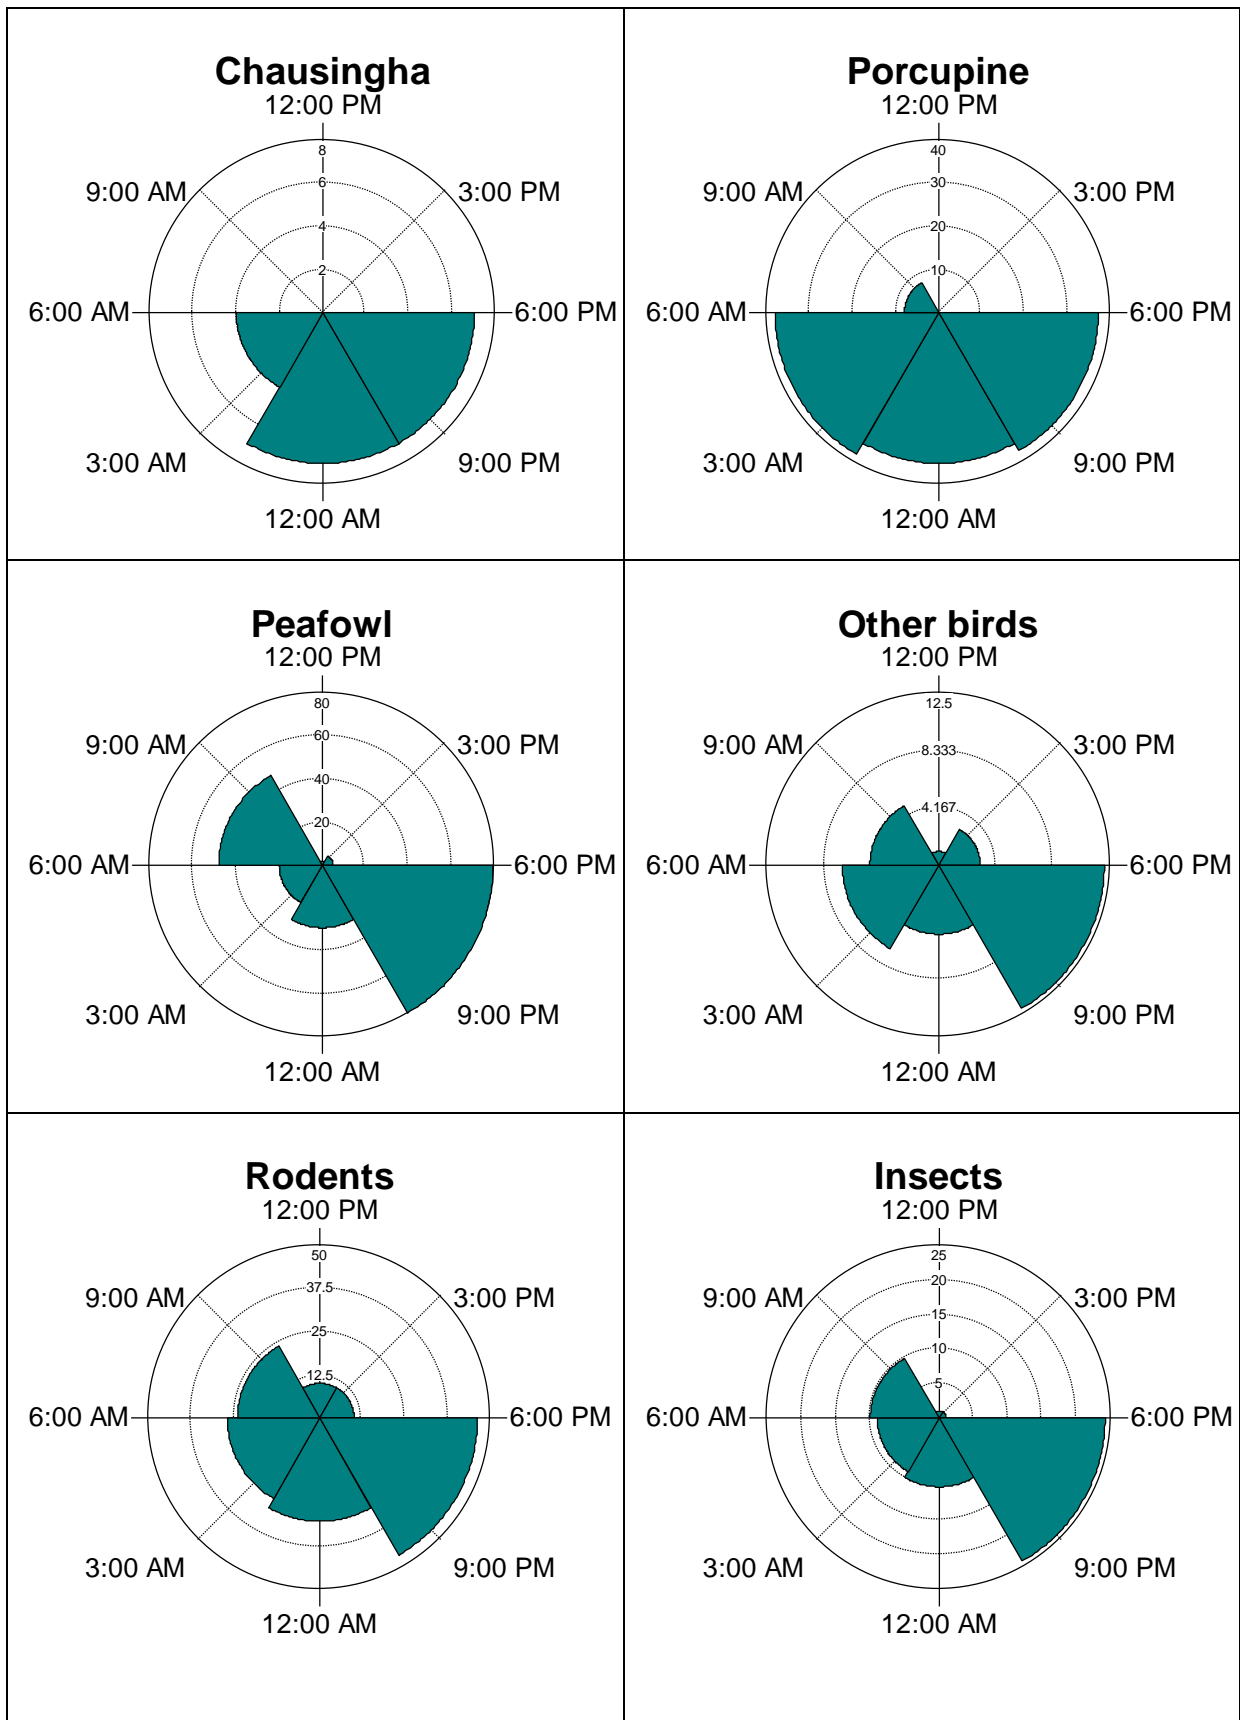 Chausingha
12:00 PM
8
9:00 AM 6 3:00 PM
4
2
6:00 AM 6:00 PM
3:00 AM 9:00 PM
12:00 AM
Porcupine
12:00 PM
40
9:00 AM 30 3:00 PM
20
10
6:00 AM 6:00 PM
3:00 AM 9:00 PM
12:00 AM
Peafowl
12:00 PM
80
9:00 AM 60 3:00 PM
40
20
6:00 AM 6:00 PM
3:00 AM 9:00 PM
12:00 AM
Other birds
12:00 PM
12.5
9:00 AM 8.333 3:00 PM
4.167
6:00 AM 6:00 PM
3:00 AM 9:00 PM
12:00 AM
Rodents
12:00 PM
50
9:00 AM 37.5 3:00 PM
25
12.5
6:00 AM 6:00 PM
3:00 AM 9:00 PM
12:00 AM
Insects
12:00 PM
25
20
9:00 AM 15 3:00 PM
10
5
6:00 AM 6:00 PM
3:00 AM 9:00 PM
12:00 AM